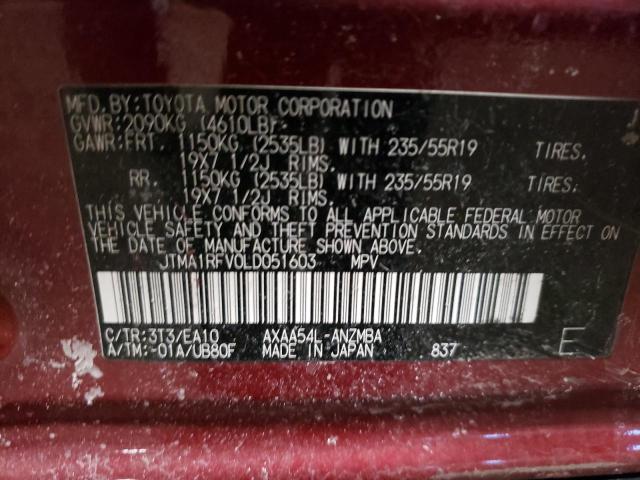 MFD.BY:TOYOTA MOTOR CORPORATION
GVWR:2090KG (4610LB)
GAWR:FRT. 1150KG (2535LB) WITH 235/55R19 TIRES,
19X7 1/2J RIMS.
RR. 1150KG (2535LB) WITH 235/55R19 TIRES,
19X7 1/2J RIMS.
THIS VEHICLE CONFORMS TO ALL APPLICABLE FEDERAL MOTOR
VEHICLE SAFETY AND THEFT PREVENTION STANDARDS IN EFFECT ON
THE DATE OF MANUFACTURE SHOWN ABOVE.
JTMA1RFV0LD051603 MPV
C/TR:3T3/EA10 AXAA54L-ANZMBA
A/TM:-01A/UB80F MADE IN JAPAN 837 E